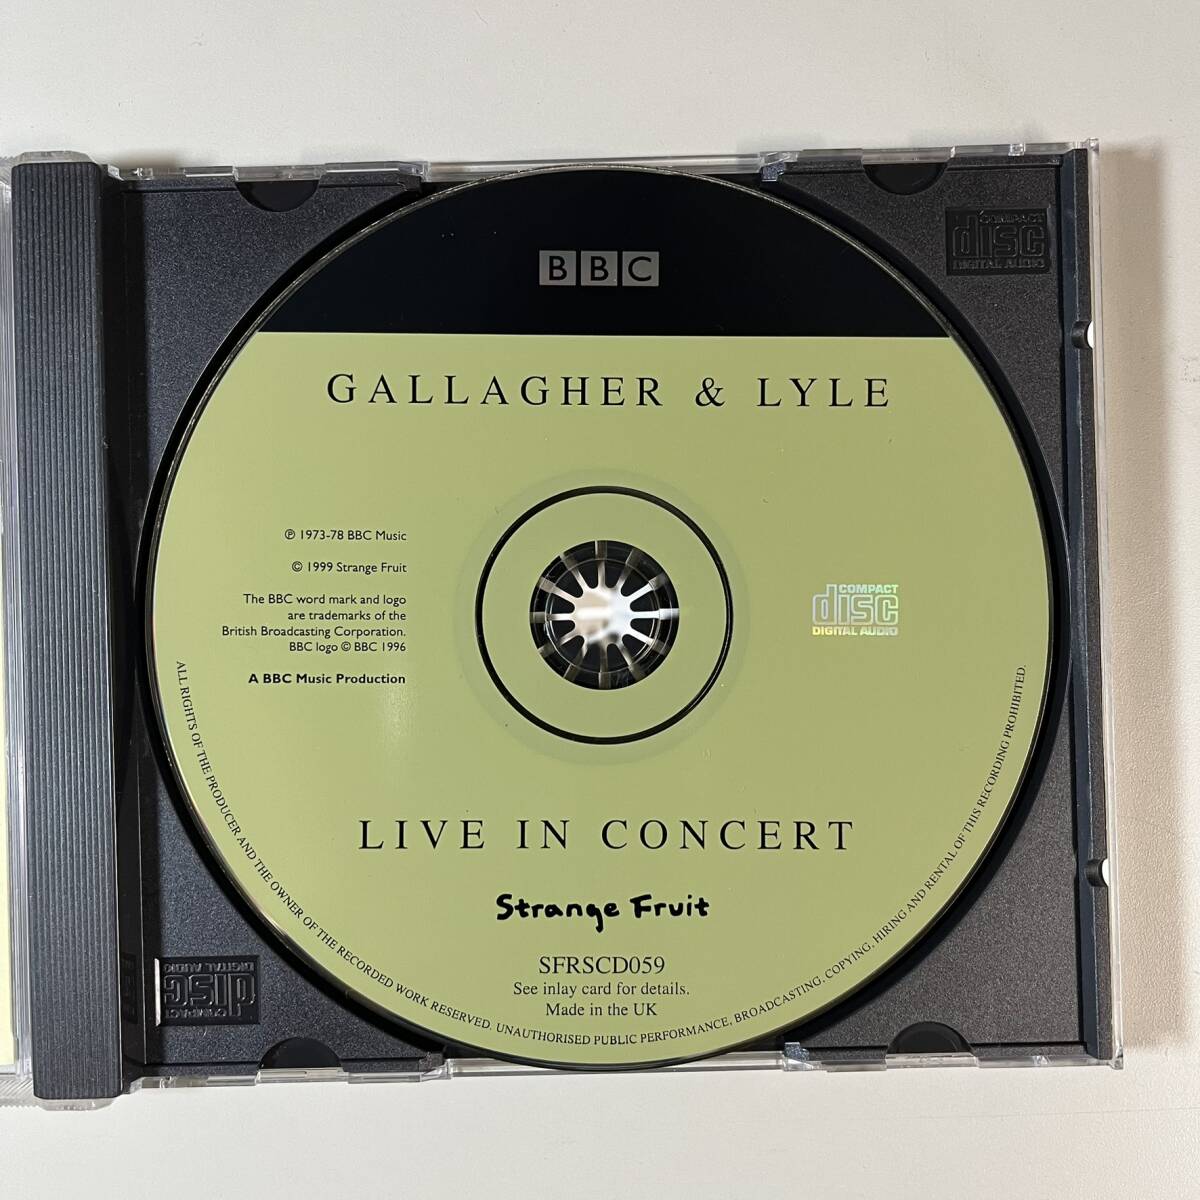 BBC
GALLAGHER & LYLE
℗ 1973-78 BBC Music
© 1999 Strange Fruit
The BBC word mark and logo
are trademarks of the
British Broadcasting Corporation.
BBC logo © BBC 1996
A BBC Music Production
COMPACT
disc
DIGITAL AUDIO
LIVE IN CONCERT
Strange Fruit
SFRSCD059
See inlay card for details.
Made in the UK
ALL RIGHTS OF THE PRODUCER AND THE OWNER OF THE RECORDED WORK RESERVED. UNAUTHORISED PUBLIC PERFORMANCE, BROADCASTING, COPYING, HIRING AND RENTAL OF THIS RECORDING PROHIBITED.
COMPACT
disc
DIGITAL AUDIO
COMPACT
disc
DIGITAL AUDIO